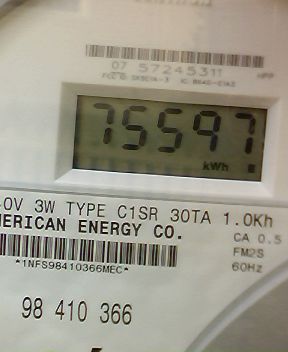 07 57245311
HPP
75597
kWh
0V 3W TYPE C1SR 30TA 1.0Kh
MERICAN ENERGY CO.
CA 0.5
FM2S
*1NFS98410366MEC*
60Hz
98 410 366